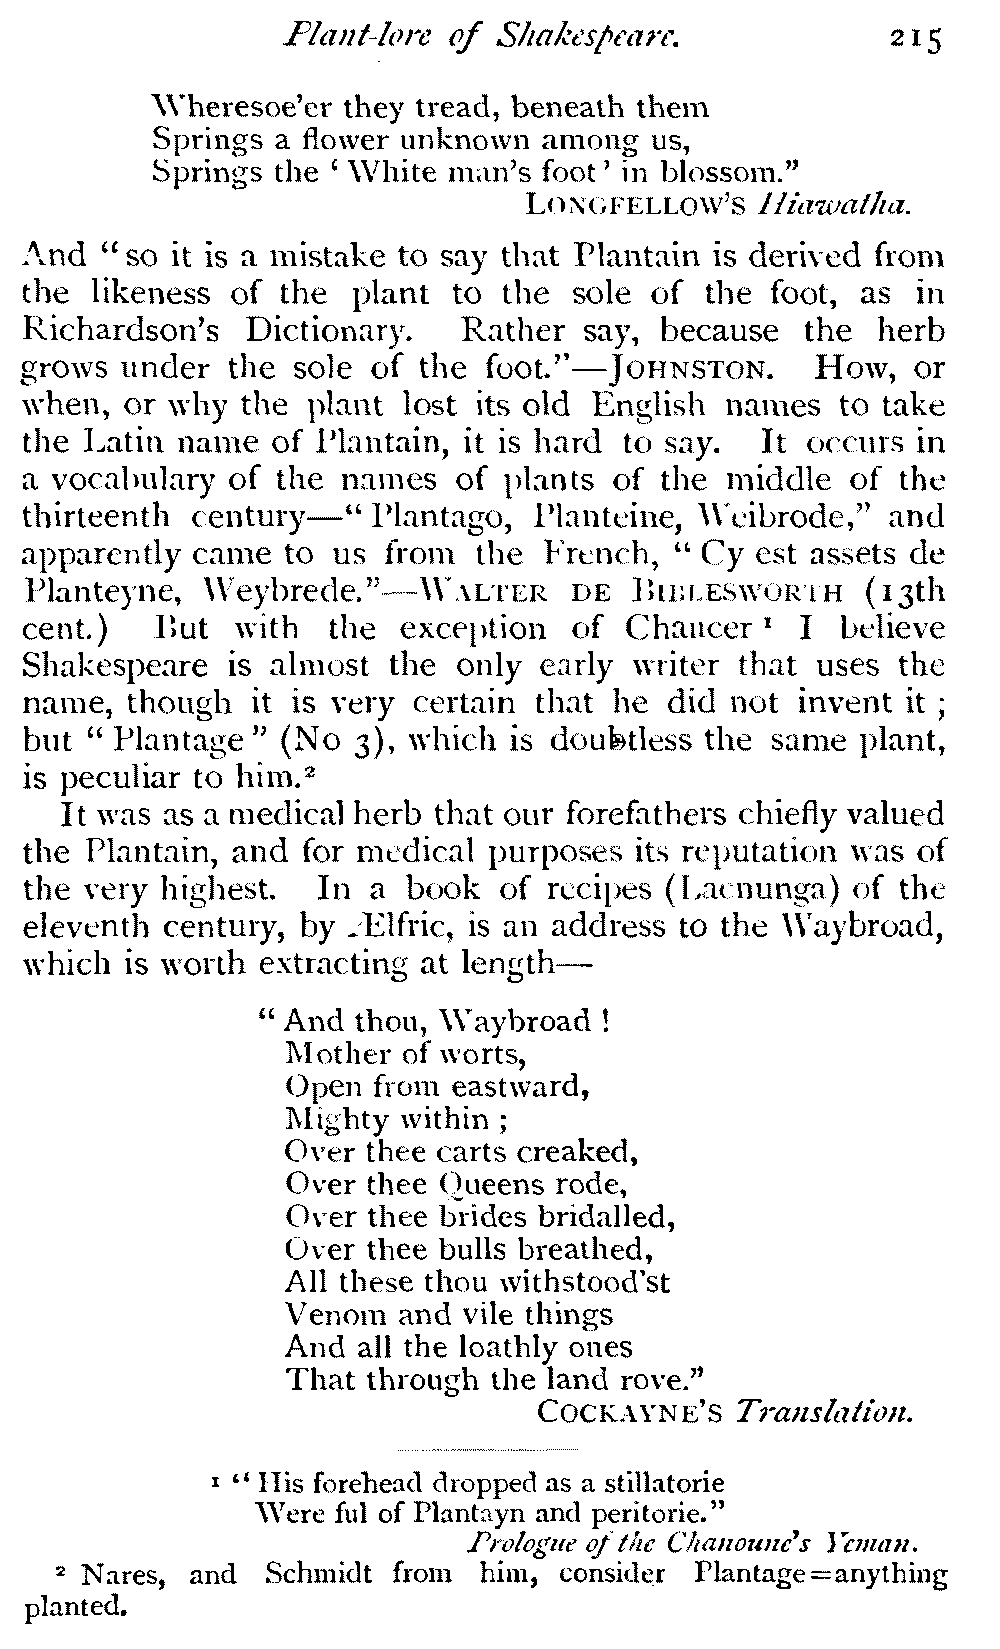 Plant-lore of Shakespeare. 215
Wheresoe'er they tread, beneath them
Springs a flower unknown among us,
Springs the ‘White man's foot’ in blossom.”
LONGFELLOW'S Hiawatha.
And “so it is a mistake to say that Plantain is derived from
the likeness of the plant to the sole of the foot, as in
Richardson's Dictionary. Rather say, because the herb
grows under the sole of the foot.”—JOHNSTON. How, or
when, or why the plant lost its old English names to take
the Latin name of Plantain, it is hard to say. It occurs in
a vocabulary of the names of plants of the middle of the
thirteenth century—“Plantago, Planteine, Weibrode,” and
apparently came to us from the French, “Cy est assets de
Planteyne, Weybrede.”—WALTER DE BIBLESWORTH (13th
cent.) But with the exception of Chaucer ¹ I believe
Shakespeare is almost the only early writer that uses the
name, though it is very certain that he did not invent it;
but “Plantage” (No 3), which is doubtless the same plant,
is peculiar to him.²
It was as a medical herb that our forefathers chiefly valued
the Plantain, and for medical purposes its reputation was of
the very highest. In a book of recipes (Lacnunga) of the
eleventh century, by Ælfric, is an address to the Waybroad,
which is worth extracting at length—
“And thou, Waybroad!
Mother of worts,
Open from eastward,
Mighty within;
Over thee carts creaked,
Over thee Queens rode,
Over thee brides bridalled,
Over thee bulls breathed,
All these thou withstood'st
Venom and vile things
And all the loathly ones
That through the land rove.”
COCKAYNE'S Translation.
¹ “His forehead dropped as a stillatorie
Were ful of Plantayn and peritorie.”
Prologue of the Chanoune's Yeman.
² Nares, and Schmidt from him, consider Plantage=anything
planted.